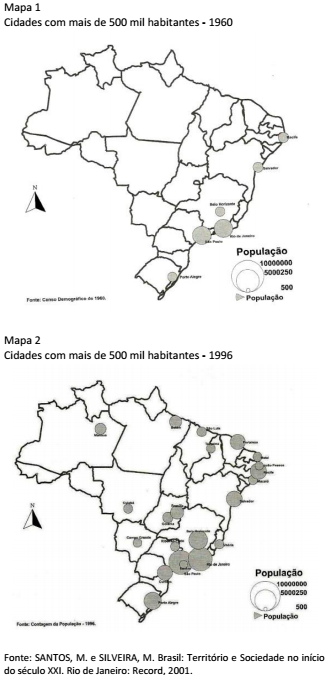 Mapa 1
Cidades com mais de 500 mil habitantes - 1960
Recife
Salvador
Belo Horizonte
Rio de Janeiro
São Paulo
Porto Alegre
N
População
10000000
5000250
500
População
Fonte: Censo Demográfico de 1960.
Mapa 2
Cidades com mais de 500 mil habitantes - 1996
Manaus
Belém
São Luís
Teresina
Fortaleza
Natal
João Pessoa
Recife
Maceió
Salvador
Cuiabá
Brasília
Goiânia
Campo Grande
Belo Horizonte
Vitória
Rio de Janeiro
Santos
São Paulo
Curitiba
Porto Alegre
N
População
10000000
5000250
500
População
Fonte: Contagem da População - 1996.
Fonte: SANTOS, M. e SILVEIRA, M. Brasil: Território e Sociedade no início
do século XXI. Rio de Janeiro: Record, 2001.